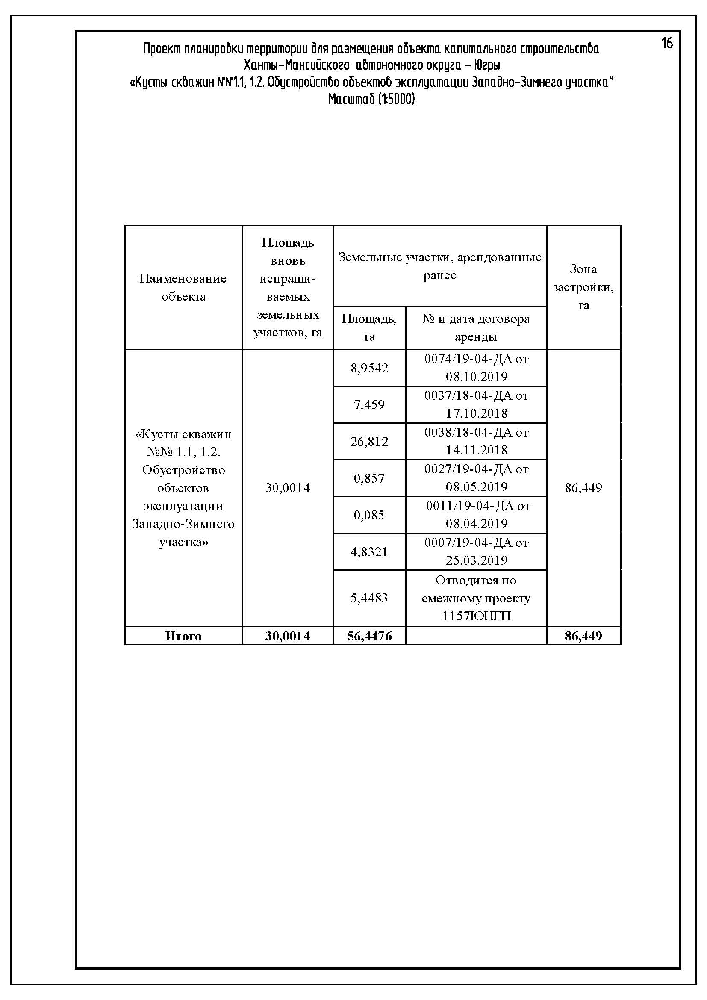 16
Проект планировки территории для размещения объекта капитального строительства
Ханты-Мансийского автономного округа - Югры
«Кусты скважин №№1.1, 1.2. Обустройство объектов эксплуатации Западно-Зимнего участка"
Масштаб (1:5000)
Наименование
объекта
Площадь
вновь
испраши-
ваемых
земельных
участков, га
Земельные участки, арендованные
ранее
Зона
застройки,
га
Площадь,
га
№ и дата договора
аренды
«Кусты скважин
№№ 1.1, 1.2.
Обустройство
объектов
эксплуатации
Западно-Зимнего
участка»
30,0014
8,9542
0074/19-04-ДА от
08.10.2019
7,459
0037/18-04-ДА от
17.10.2018
26,812
0038/18-04-ДА от
14.11.2018
0,857
0027/19-04-ДА от
08.05.2019
0,085
0011/19-04-ДА от
08.04.2019
4,8321
0007/19-04-ДА от
25.03.2019
5,4483
Отводится по
смежному проекту
1157ЮНГП
86,449
Итого
30,0014
56,4476
86,449